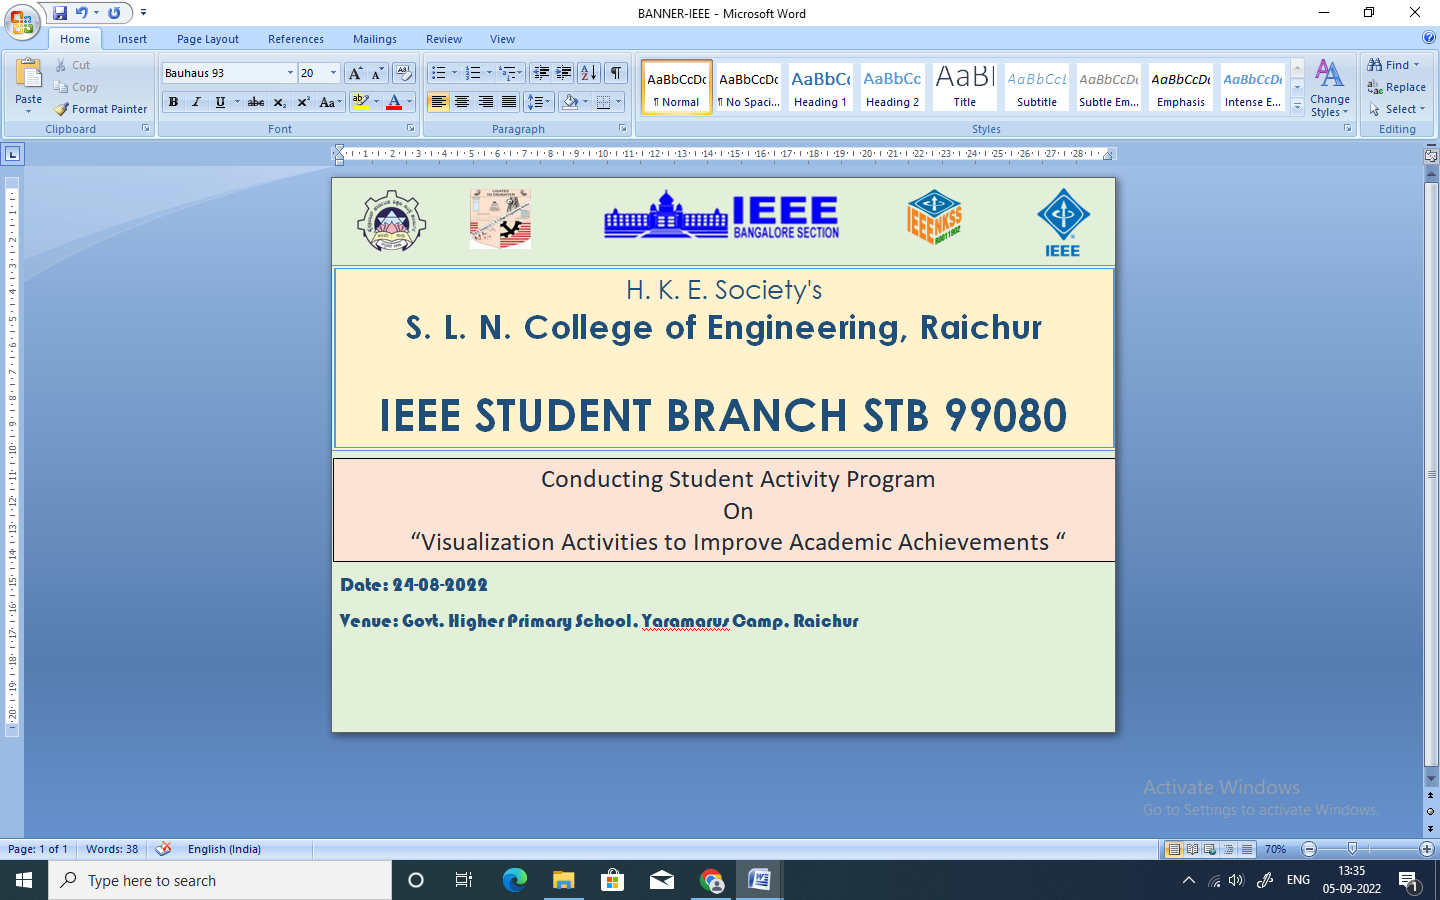 BANNER-IEEE - Microsoft Word
Home Insert Page Layout References Mailings Review View
Paste
Cut
Copy
Format Painter
Clipboard
Bauhaus 93 20
Font
Paragraph
AaBbCcDc AaBbCcDc AaBbCc AaBbCc AaBl AaBbCcL AaBbCcDc AaBbCcDc AaBbCcDc
¶ Normal ¶ No Spaci... Heading 1 Heading 2 Title Subtitle Subtle Em... Emphasis Intense E...
Change Styles
Styles
Find
Replace
Select
Editing
IEEE
BANGALORE SECTION
IEEENKSS
IEEE
H. K. E. Society's
S. L. N. College of Engineering, Raichur
IEEE STUDENT BRANCH STB 99080
Conducting Student Activity Program
On
“Visualization Activities to Improve Academic Achievements “
Date: 24-08-2022
Venue: Govt. Higher Primary School, Yaramarus Camp, Raichur
Activate Windows
Go to Settings to activate Windows.
Page: 1 of 1 Words: 38 English (India) 70%
Type here to search
ENG
13:35
05-09-2022
1